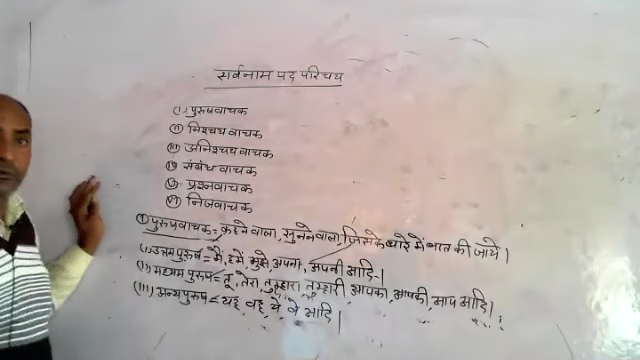 सर्वनाम पद परिचय
(i) पुरुषवाचक
(ii) निश्चयवाचक
(iii) अनिश्चयवाचक
(iv) संबंधवाचक
(v) प्रश्नवाचक
(vi) निजवाचक
① पुरुषवाचक = कहने वाला, सुननेवाला, जिसके बारे में बात की जाये।
(i) उत्तम पुरुष = मैं, हमें, मुझे, अपना, अपनी आदि।
(ii) मध्यम पुरुष = तू, तेरा, तुम्हारा, तुम्हारी, आपका, आपकी, आप आदि।
(iii) अन्यपुरुष = यह, वह, ये, वे आदि।